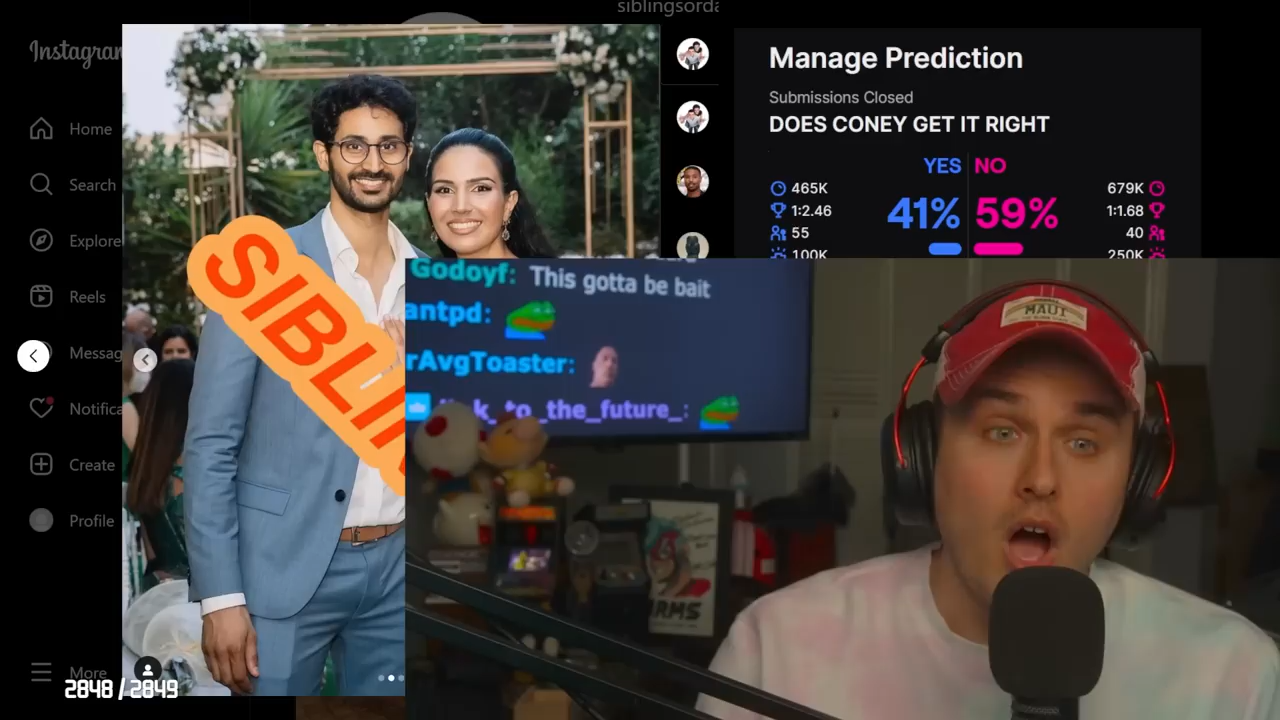 siblingsorda
Instagram
Home
Search
Explore
Reels
Messag
Notifica
Create
Profile
More
2848 / 2849
SIBLIN
Manage Prediction
Submissions Closed
DOES CONEY GET IT RIGHT
YES NO
465K
1:2.46
55
100K
41% 59%
679K
1:1.68
40
250K
Godoyf: This gotta be bait
antpd:
rAvgToaster:
k_to_the_future_:
MAUI
RMS